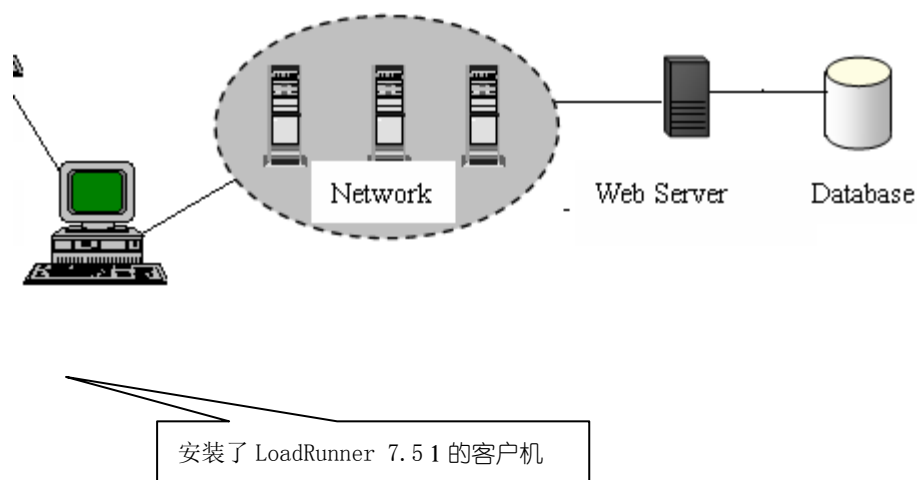 Network
Web Server
Database
安装了 LoadRunner 7.51 的客户机